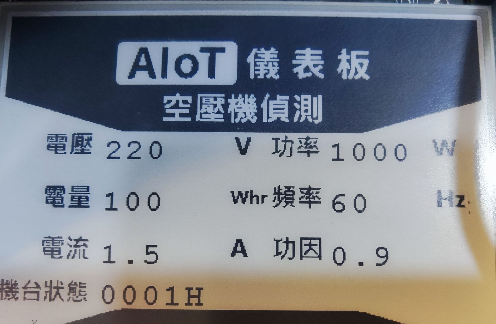 AIoT 儀表板
空壓機偵測
電壓 220 V 功率 1000 W
電量 100 Whr 頻率 60 Hz
電流 1.5 A 功因 0.9
機台狀態 0001H